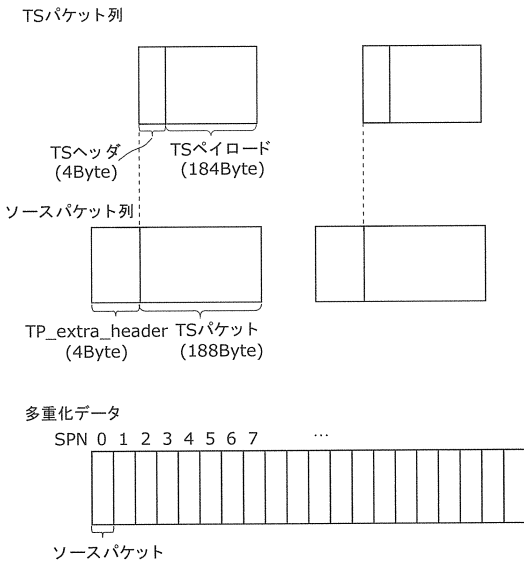 TSパケット列
TSヘッダ
(4Byte)
TSペイロード
(184Byte)
ソースパケット列
TP_extra_header
(4Byte)
TSパケット
(188Byte)
多重化データ
SPN 0 1 2 3 4 5 6 7 …
ソースパケット